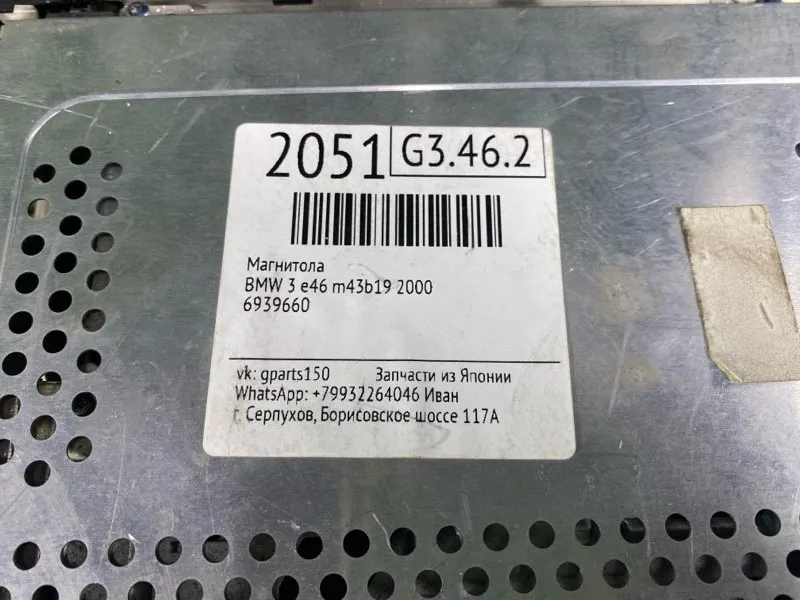 2051 G3.46.2
Магнитола
BMW 3 e46 m43b19 2000
6939660
vk: gparts150 Запчасти из Японии
WhatsApp: +79932264046 Иван
г. Серпухов, Борисовское шоссе 117А